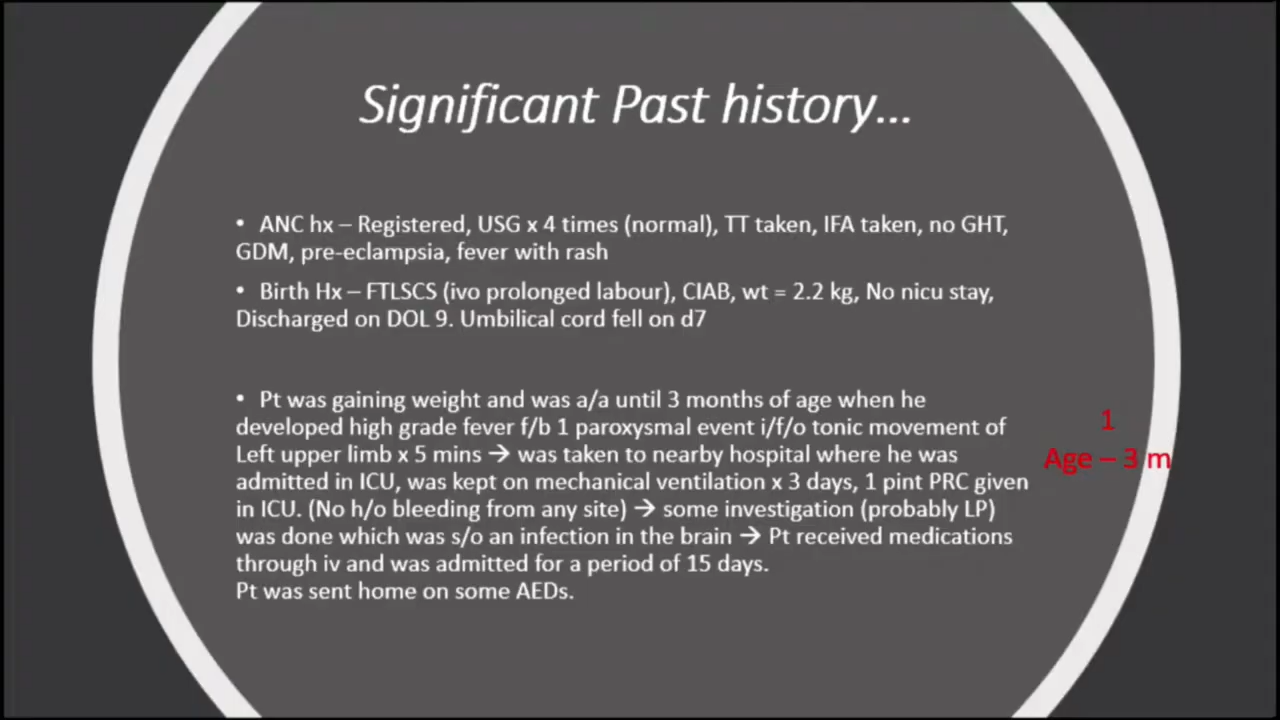 Significant Past history...
• ANC hx – Registered, USG x 4 times (normal), TT taken, IFA taken, no GHT,
GDM, pre-eclampsia, fever with rash
• Birth Hx – FTLSCS (ivo prolonged labour), CIAB, wt = 2.2 kg, No nicu stay,
Discharged on DOL 9. Umbilical cord fell on d7
• Pt was gaining weight and was a/a until 3 months of age when he
developed high grade fever f/b 1 paroxysmal event i/f/o tonic movement of
Left upper limb x 5 mins → was taken to nearby hospital where he was
admitted in ICU, was kept on mechanical ventilation x 3 days, 1 pint PRC given
in ICU. (No h/o bleeding from any site) → some investigation (probably LP)
was done which was s/o an infection in the brain → Pt received medications
through iv and was admitted for a period of 15 days.
Pt was sent home on some AEDs.
1
Age – 3 m